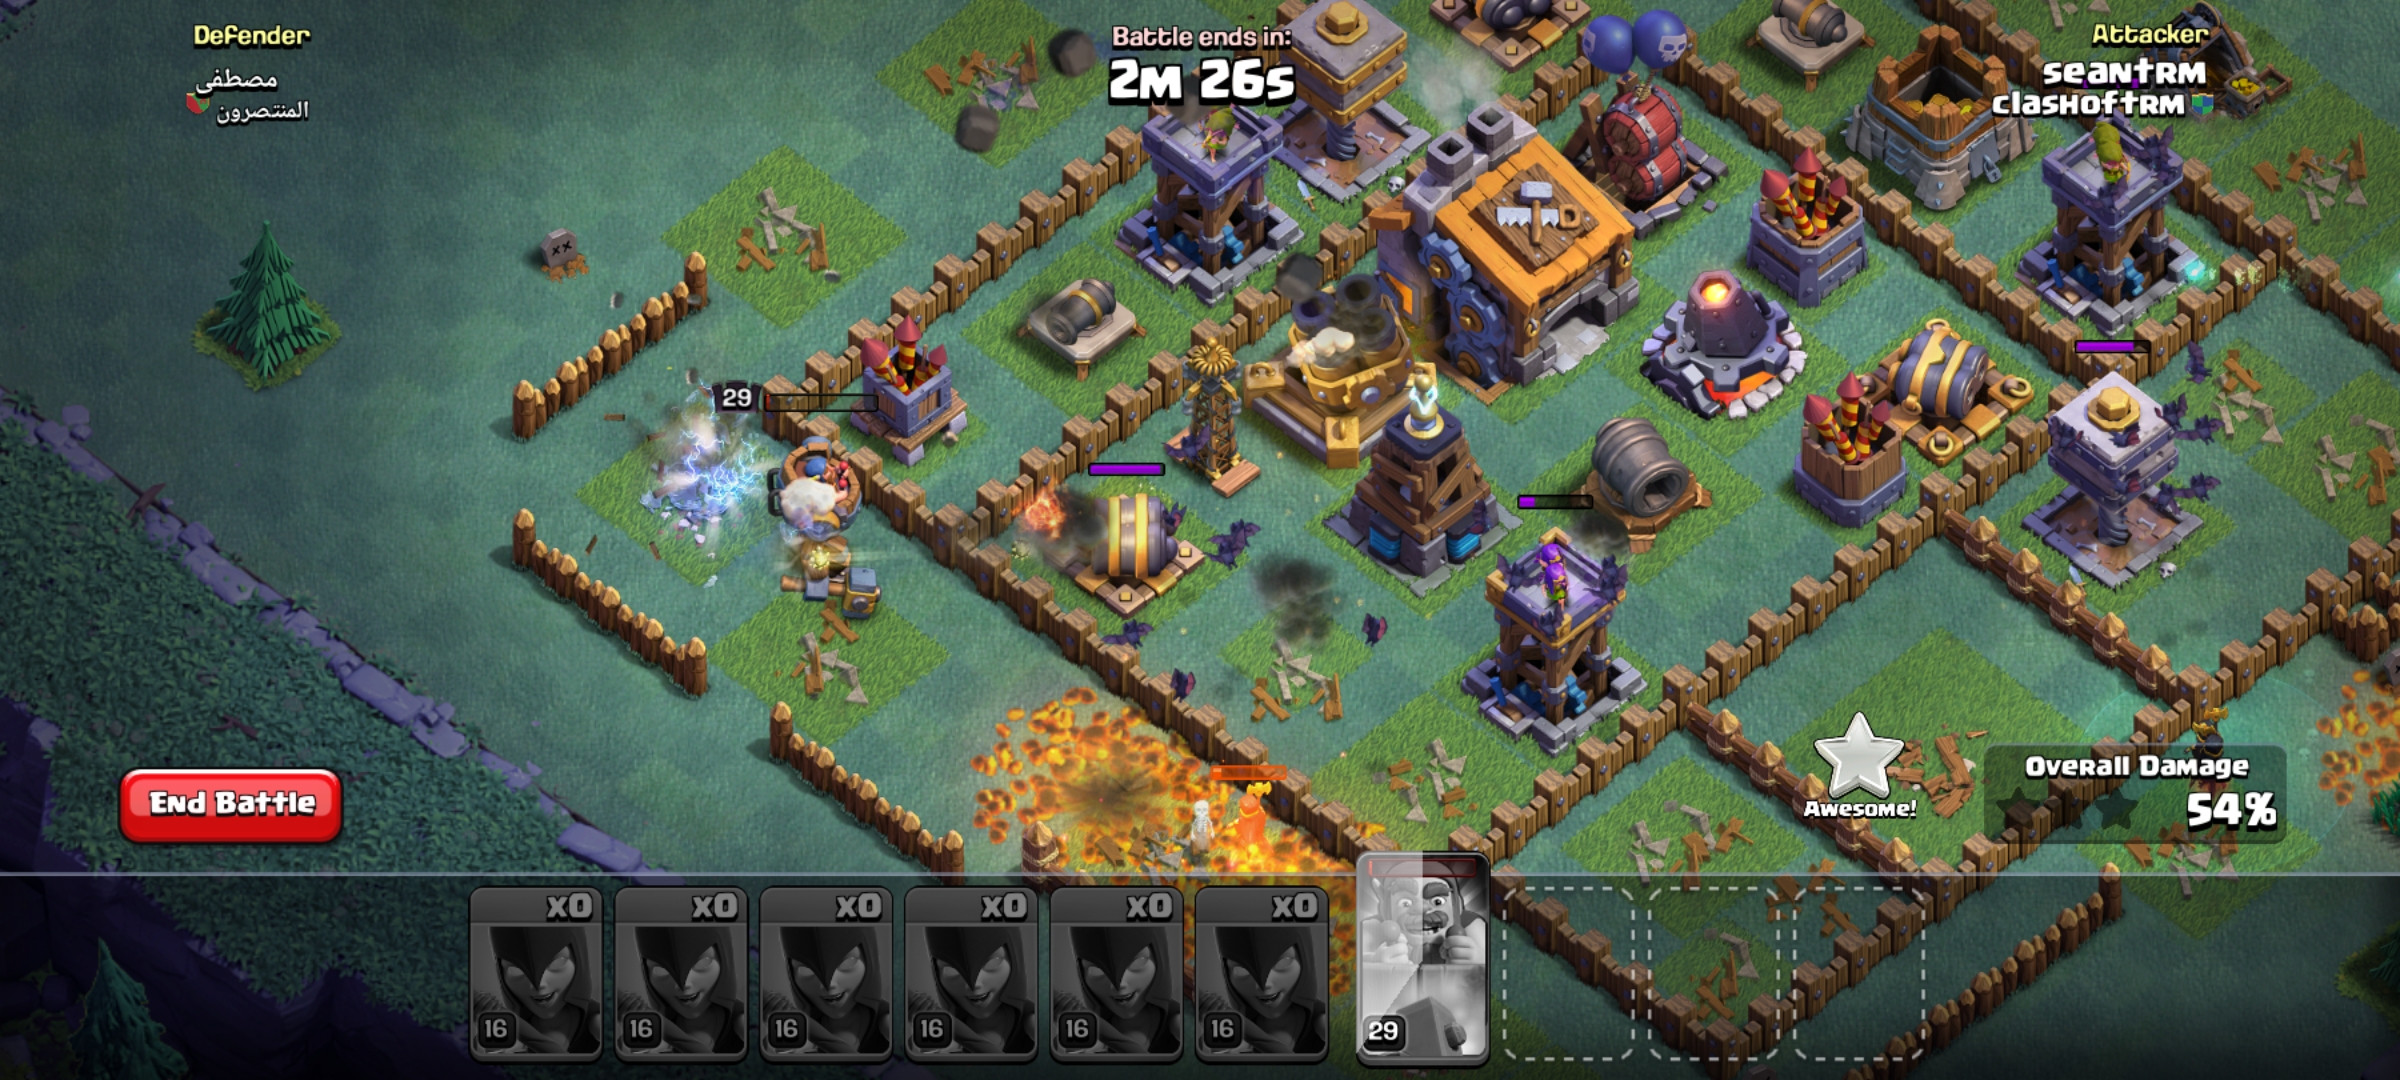 Defender
مصطفى
المنتصرون
Battle ends in:
2M 26s
Attacker
seantRM
clashoftRM
29
End Battle
Awesome!
Overall Damage
54%
x0
x0
x0
x0
x0
x0
16
16
16
16
16
16
29